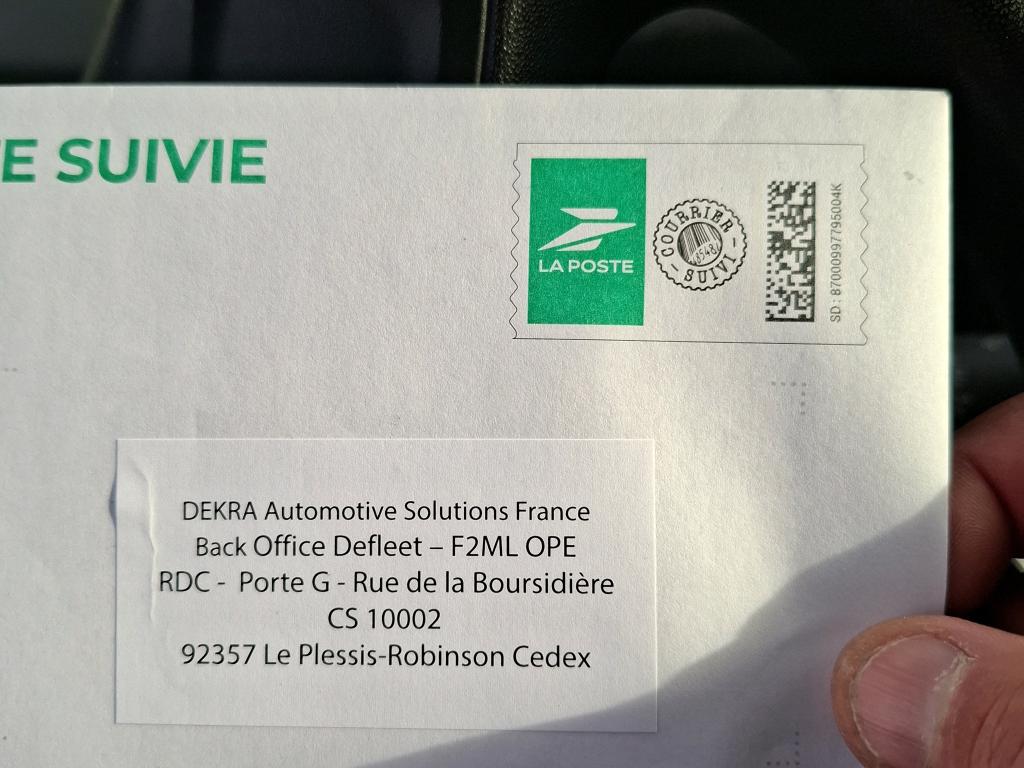 E SUIVIE
LA POSTE
COURRIER
SUIVI
SD : 87000997795004K
DEKRA Automotive Solutions France
Back Office Defleet – F2ML OPE
RDC - Porte G - Rue de la Boursidière
CS 10002
92357 Le Plessis-Robinson Cedex